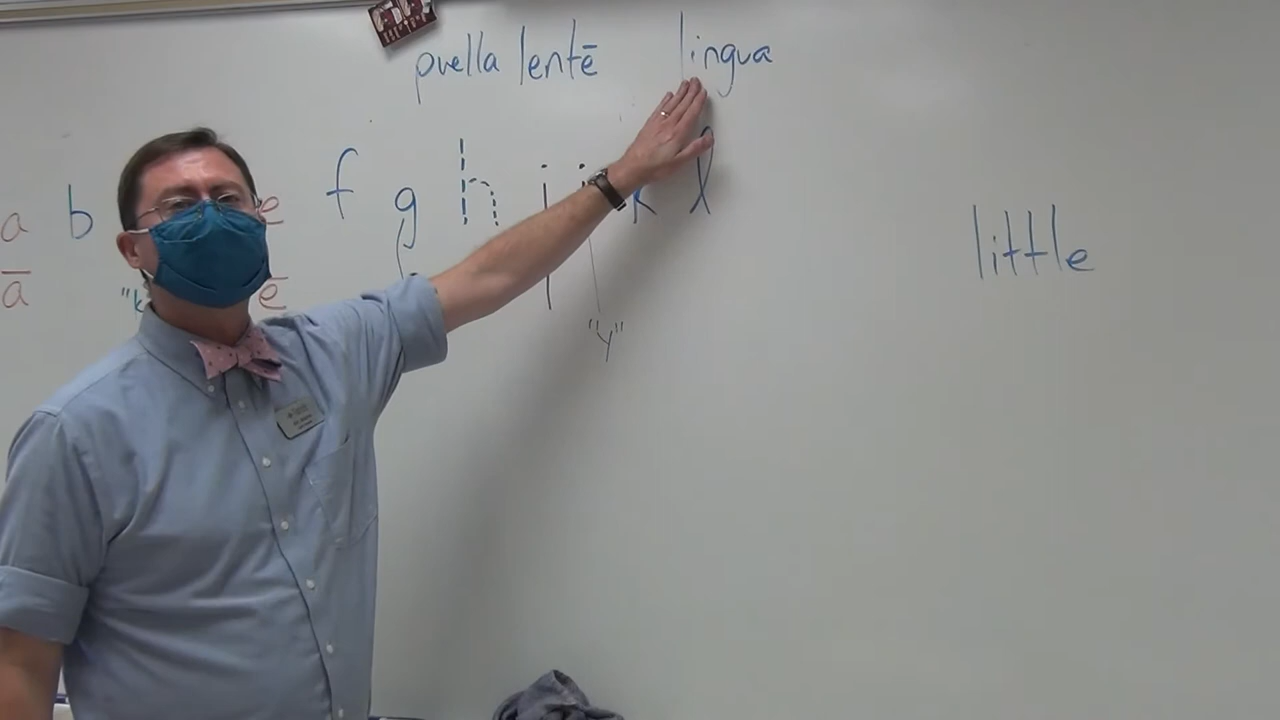 puella lentē lingua
a b e f g h i j k l
ā "k ē "y"
little